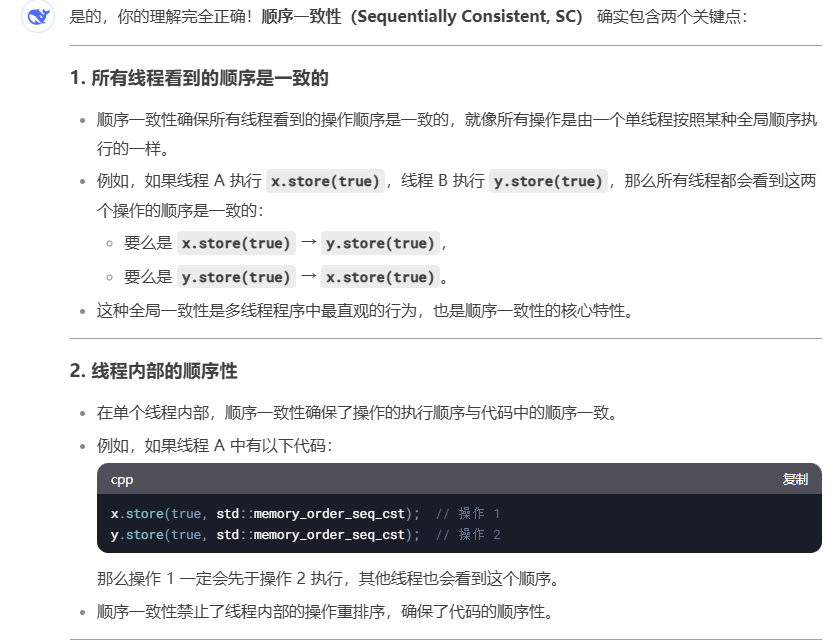 是的，你的理解完全正确！顺序一致性（Sequentially Consistent, SC） 确实包含两个关键点：
1. 所有线程看到的顺序是一致的
顺序一致性确保所有线程看到的操作顺序是一致的，就像所有操作是由一个单线程按照某种全局顺序执
行的一样。
例如，如果线程 A 执行 x.store(true)，线程 B 执行 y.store(true)，那么所有线程都会看到这两
个操作的顺序是一致的：
要么是 x.store(true) → y.store(true)，
要么是 y.store(true) → x.store(true)。
这种全局一致性是多线程程序中最直观的行为，也是顺序一致性的核心特性。
2. 线程内部的顺序性
在单个线程内部，顺序一致性确保了操作的执行顺序与代码中的顺序一致。
例如，如果线程 A 中有以下代码：
cpp 复制
x.store(true, std::memory_order_seq_cst); // 操作 1
y.store(true, std::memory_order_seq_cst); // 操作 2
那么操作 1 一定会先于操作 2 执行，其他线程也会看到这个顺序。
顺序一致性禁止了线程内部的操作重排序，确保了代码的顺序性。